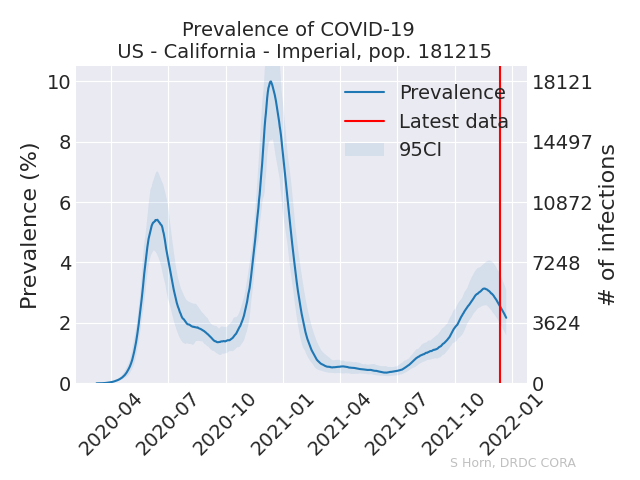 Prevalence of COVID-19
US - California - Imperial, pop. 181215
Prevalence
Latest data
95CI
Prevalence (%)
10
8
6
4
2
0
18121
14497
10872
7248
3624
0
# of infections
2020-04
2020-07
2020-10
2021-01
2021-04
2021-07
2021-10
2022-01
S Horn, DRDC CORA